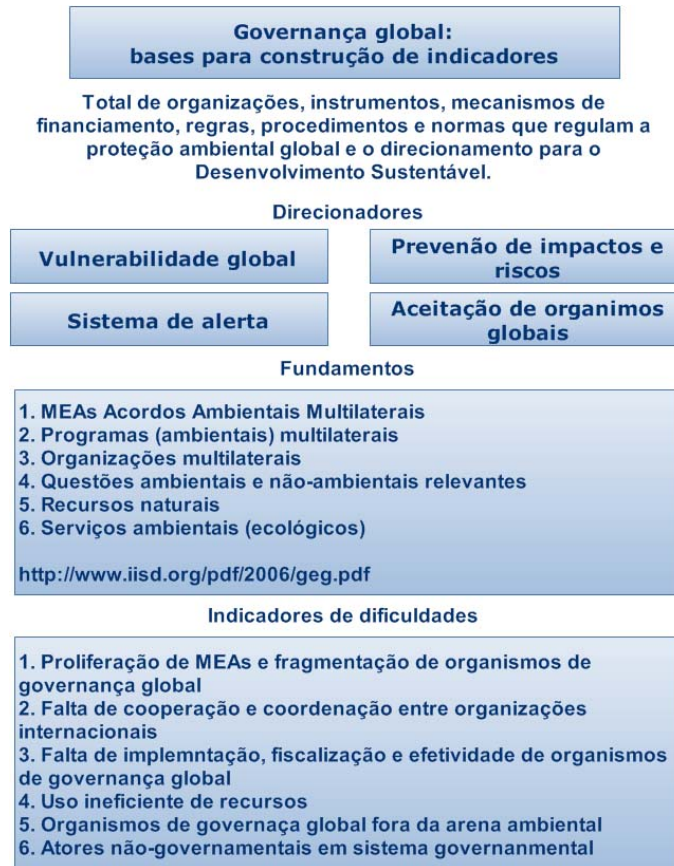 Governança global:
bases para construção de indicadores
Total de organizações, instrumentos, mecanismos de
financiamento, regras, procedimentos e normas que regulam a
proteção ambiental global e o direcionamento para o
Desenvolvimento Sustentável.
Direcionadores
Vulnerabilidade global
Prevenão de impactos e
riscos
Sistema de alerta
Aceitação de organimos
globais
Fundamentos
1. MEAs Acordos Ambientais Multilaterais
2. Programas (ambientais) multilaterais
3. Organizações multilaterais
4. Questões ambientais e não-ambientais relevantes
5. Recursos naturais
6. Serviços ambientais (ecológicos)
http://www.iisd.org/pdf/2006/geg.pdf
Indicadores de dificuldades
1. Proliferação de MEAs e fragmentação de organismos de
governança global
2. Falta de cooperação e coordenação entre organizações
internacionais
3. Falta de implemntação, fiscalização e efetividade de organismos
de governança global
4. Uso ineficiente de recursos
5. Organismos de governaça global fora da arena ambiental
6. Atores não-governamentais em sistema governanmental